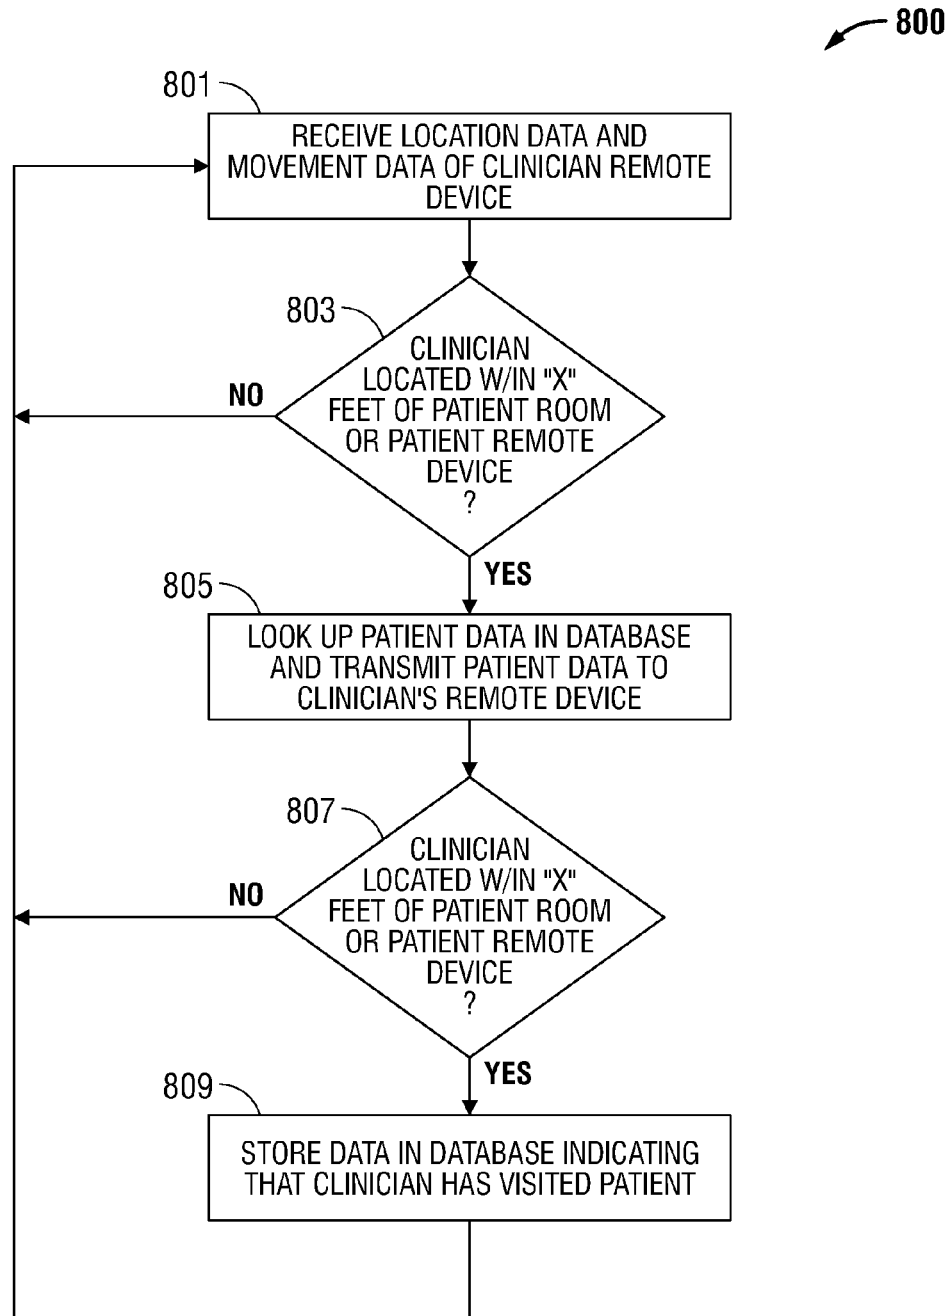 800
801
RECEIVE LOCATION DATA AND
MOVEMENT DATA OF CLINICIAN REMOTE
DEVICE
803
CLINICIAN
LOCATED W/IN "X"
FEET OF PATIENT ROOM
OR PATIENT REMOTE
DEVICE
?
NO
YES
805
LOOK UP PATIENT DATA IN DATABASE
AND TRANSMIT PATIENT DATA TO
CLINICIAN'S REMOTE DEVICE
807
CLINICIAN
LOCATED W/IN "X"
FEET OF PATIENT ROOM
OR PATIENT REMOTE
DEVICE
?
NO
YES
809
STORE DATA IN DATABASE INDICATING
THAT CLINICIAN HAS VISITED PATIENT